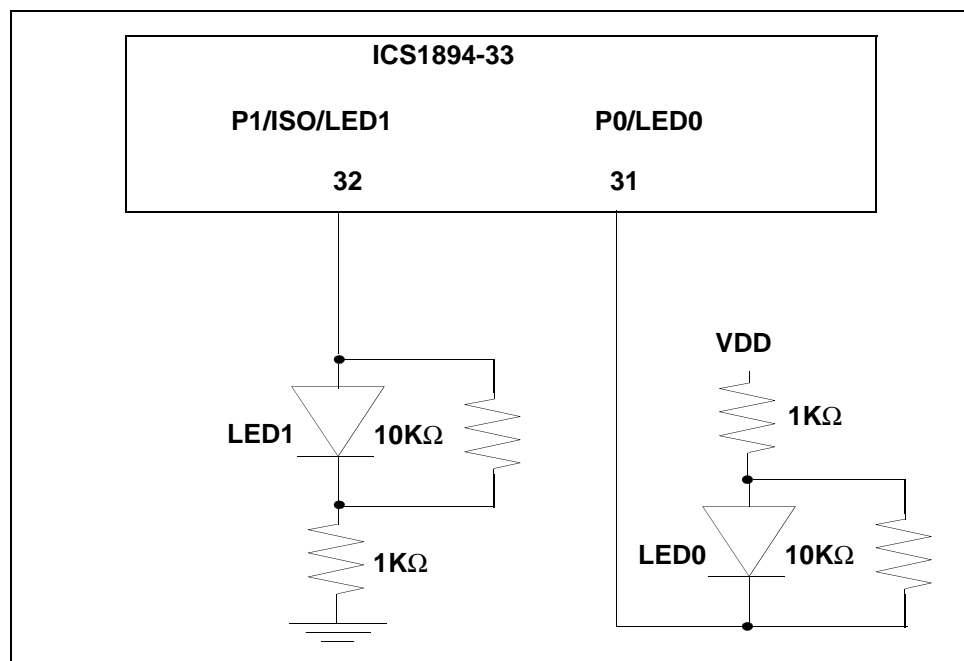 ICS1894-33
P1/ISO/LED1 P0/LED0
32 31
VDD
1KΩ
LED1 10KΩ
LED0 10KΩ
1KΩ